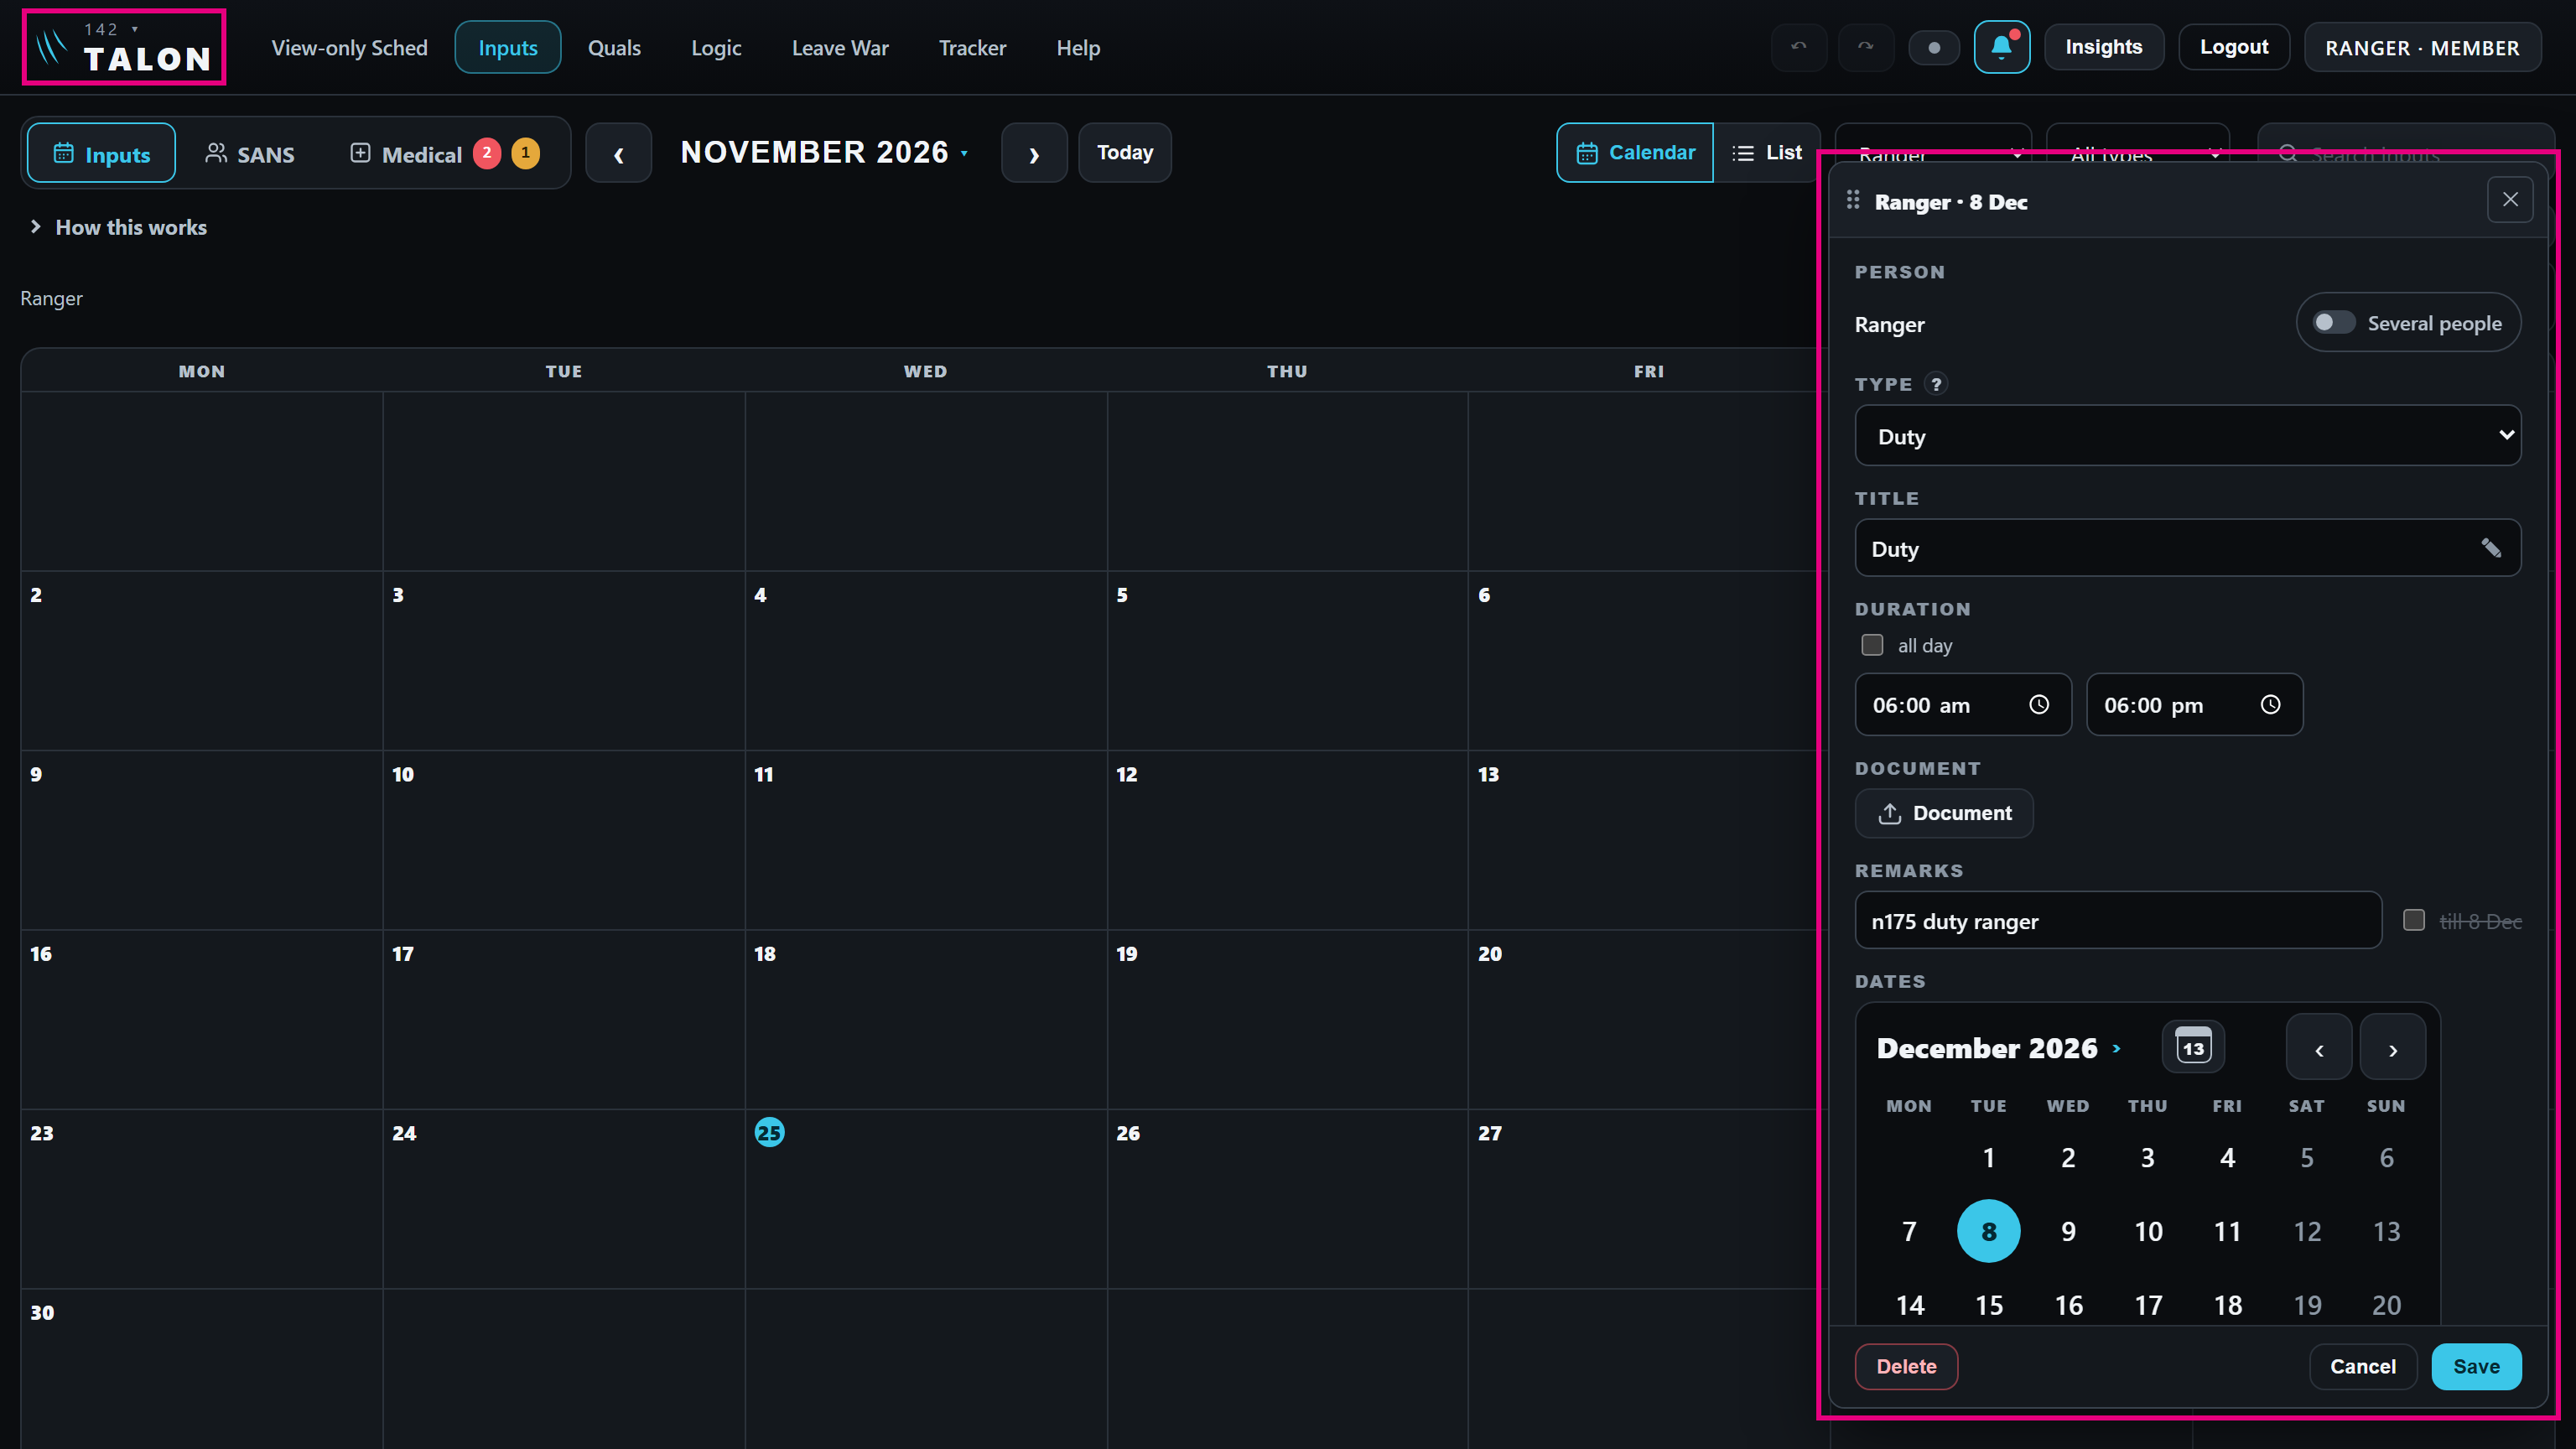 142
TALON
View-only Sched
Inputs
Quals
Logic
Leave War
Tracker
Help
Insights
Logout
RANGER · MEMBER
Inputs
SANS
Medical 2 1
NOVEMBER 2026
Today
Calendar
List
Ranger
All types
Search inputs
How this works
Ranger
MON TUE WED THU FRI
2 3 4 5 6
9 10 11 12 13
16 17 18 19 20
23 24 25 26 27
30
Ranger · 8 Dec
PERSON
Ranger
Several people
TYPE ?
Duty
TITLE
Duty
DURATION
all day
06:00 am
06:00 pm
DOCUMENT
Document
REMARKS
n175 duty ranger
till 8 Dec
DATES
December 2026
13
MON TUE WED THU FRI SAT SUN
1 2 3 4 5 6
7 8 9 10 11 12 13
14 15 16 17 18 19 20
Delete
Cancel
Save